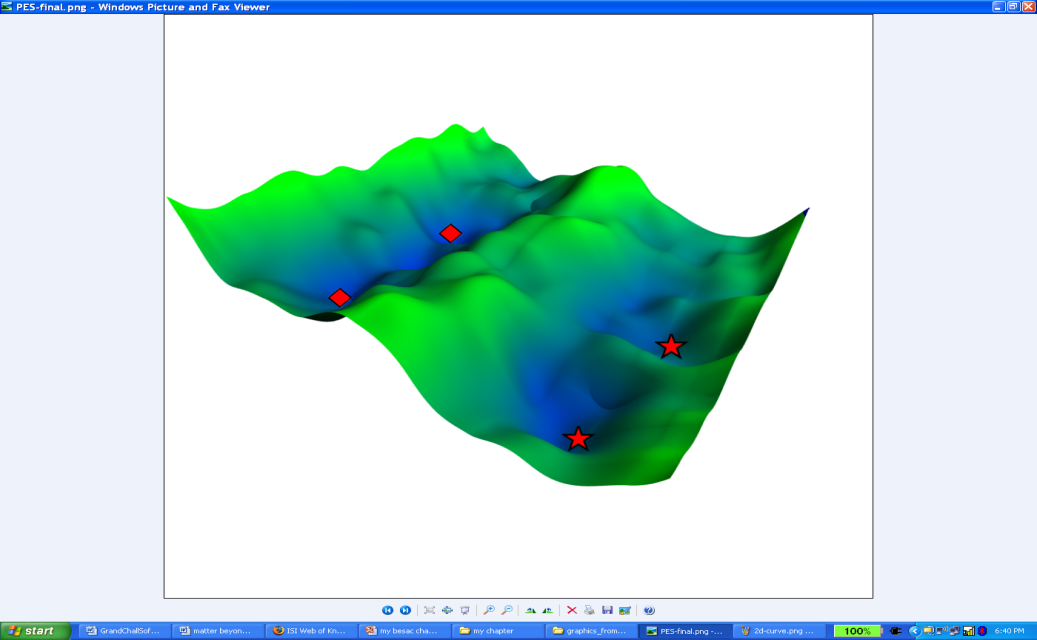 PES-final.png - Windows Picture and Fax Viewer
start
GrandChallSof...
matter beyon...
ISI Web of Kn...
my besac cha...
my chapter
graphics_from...
PES-final.png -...
2d-curve.png ...
100%
6:40 PM